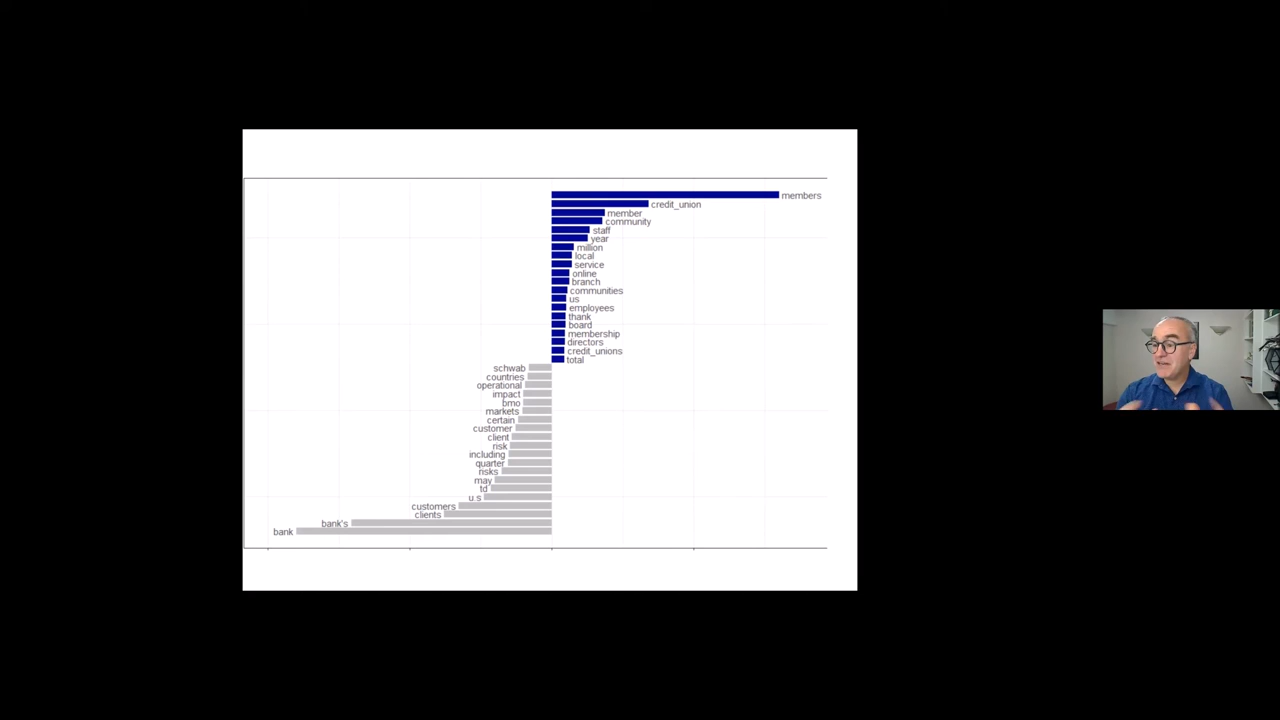 members
credit_union
member
community
staff
year
million
local
service
online
branch
communities
us
employees
thank
board
membership
directors
credit_unions
total
schwab
countries
operational
impact
bmo
markets
certain
customer
client
risk
including
quarter
risks
may
td
u.s
customers
clients
bank's
bank